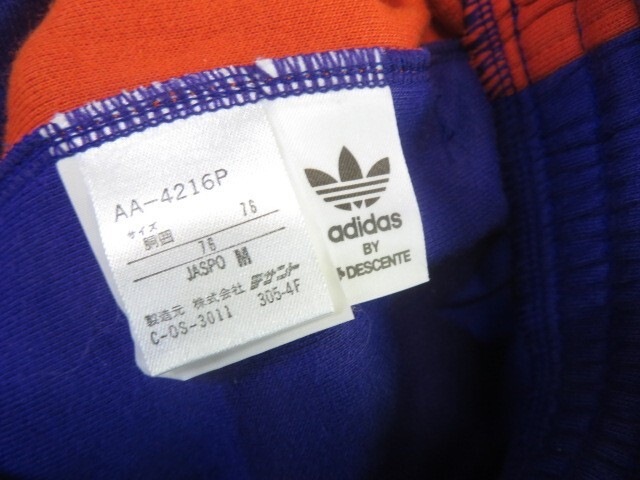 AA-4216P
サイズ 76
胴囲 76
JASPO M
製造元 株式会社 デサント
C-OS-3011 305-4F
adidas
BY
DESCENTE